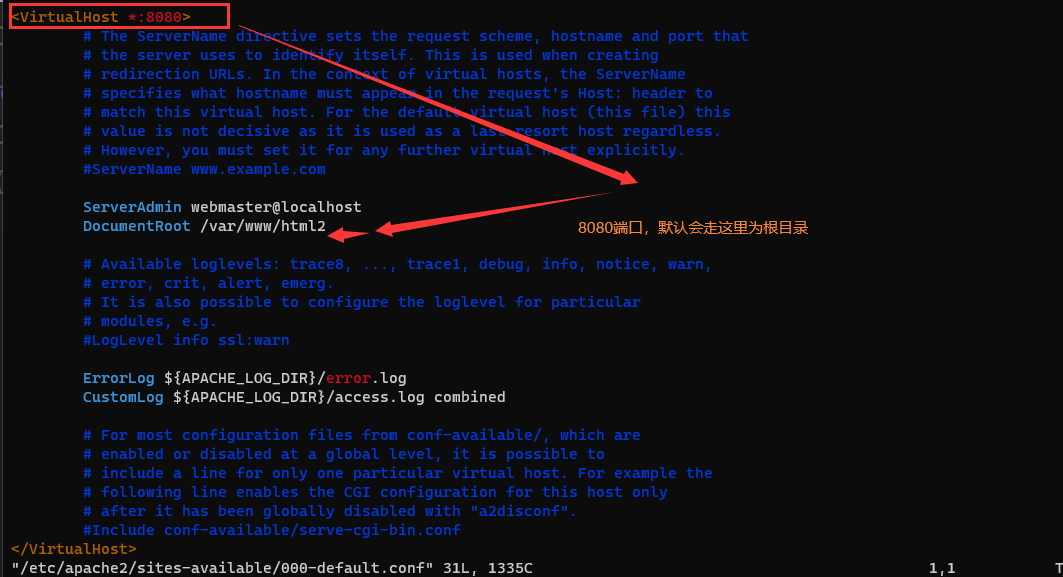 <VirtualHost *:8080>
# The ServerName directive sets the request scheme, hostname and port that
# the server uses to identify itself. This is used when creating
# redirection URLs. In the context of virtual hosts, the ServerName
# specifies what hostname must appear in the request's Host: header to
# match this virtual host. For the default virtual host (this file) this
# value is not decisive as it is used as a last resort host regardless.
# However, you must set it for any further virtual host explicitly.
#ServerName www.example.com
ServerAdmin webmaster@localhost
DocumentRoot /var/www/html2
8080端口，默认会走这里为根目录
# Available loglevels: trace8, ..., trace1, debug, info, notice, warn,
# error, crit, alert, emerg.
# It is also possible to configure the loglevel for particular
# modules, e.g.
#LogLevel info ssl:warn
ErrorLog ${APACHE_LOG_DIR}/error.log
CustomLog ${APACHE_LOG_DIR}/access.log combined
# For most configuration files from conf-available/, which are
# enabled or disabled at a global level, it is possible to
# include a line for only one particular virtual host. For example the
# following line enables the CGI configuration for this host only
# after it has been globally disabled with "a2disconf".
#Include conf-available/serve-cgi-bin.conf
</VirtualHost>
"/etc/apache2/sites-available/000-default.conf" 31L, 1335C 1,1